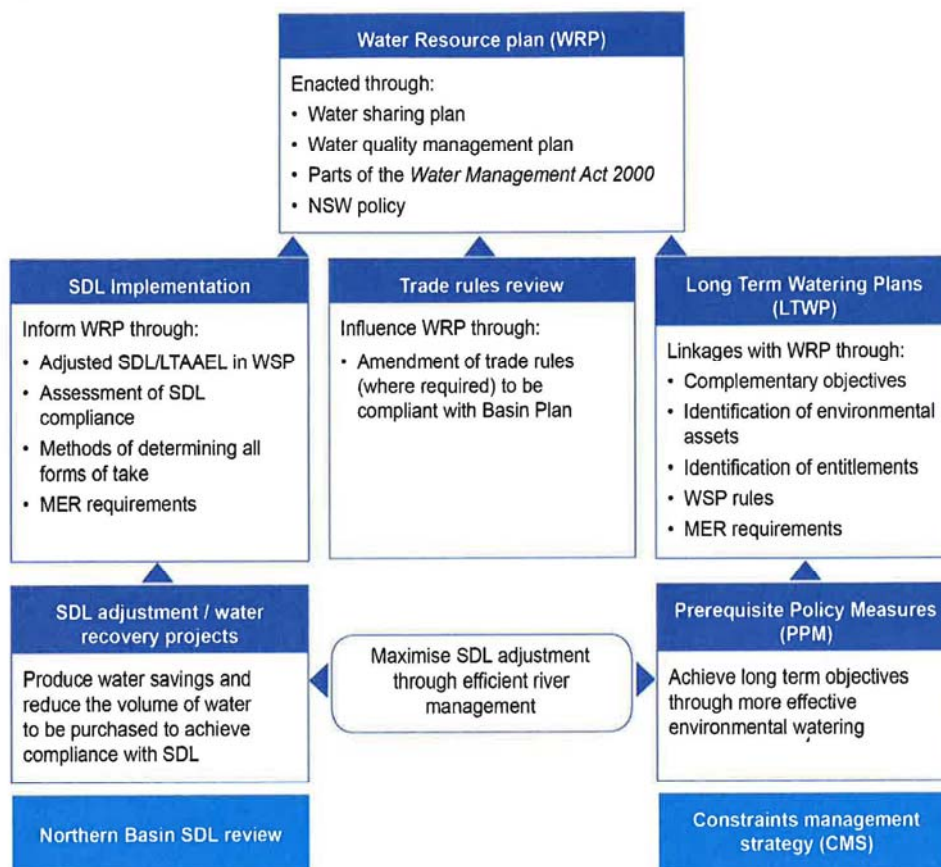 Water Resource plan (WRP)
Enacted through:
• Water sharing plan
• Water quality management plan
• Parts of the Water Management Act 2000
• NSW policy
SDL Implementation
Inform WRP through:
• Adjusted SDL/LTAAEL in WSP
• Assessment of SDL
compliance
• Methods of determining all
forms of take
• MER requirements
Trade rules review
Influence WRP through:
• Amendment of trade rules
(where required) to be
compliant with Basin Plan
Long Term Watering Plans
(LTWP)
Linkages with WRP through:
• Complementary objectives
• Identification of environmental
assets
• Identification of entitlements
• WSP rules
• MER requirements
SDL adjustment / water
recovery projects
Produce water savings and
reduce the volume of water
to be purchased to achieve
compliance with SDL
Maximise SDL adjustment
through efficient river
management
Prerequisite Policy Measures
(PPM)
Achieve long term objectives
through more effective
environmental watering
Northern Basin SDL review
Constraints management
strategy (CMS)